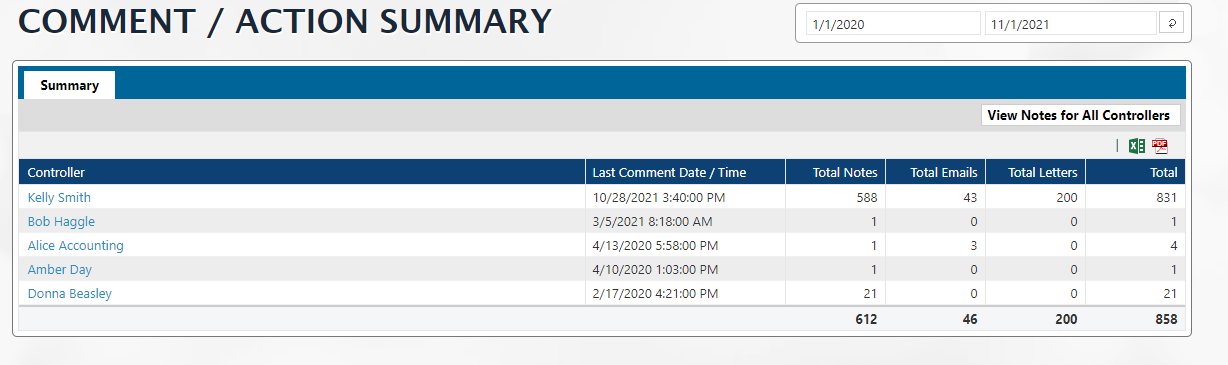 COMMENT / ACTION SUMMARY
1/1/2020 11/1/2021
Summary
View Notes for All Controllers
PDF
Controller Last Comment Date / Time Total Notes Total Emails Total Letters Total
Kelly Smith 10/28/2021 3:40:00 PM 588 43 200 831
Bob Haggle 3/5/2021 8:18:00 AM 1 0 0 1
Alice Accounting 4/13/2020 5:58:00 PM 1 3 0 4
Amber Day 4/10/2020 1:03:00 PM 1 0 0 1
Donna Beasley 2/17/2020 4:21:00 PM 21 0 0 21
612 46 200 858